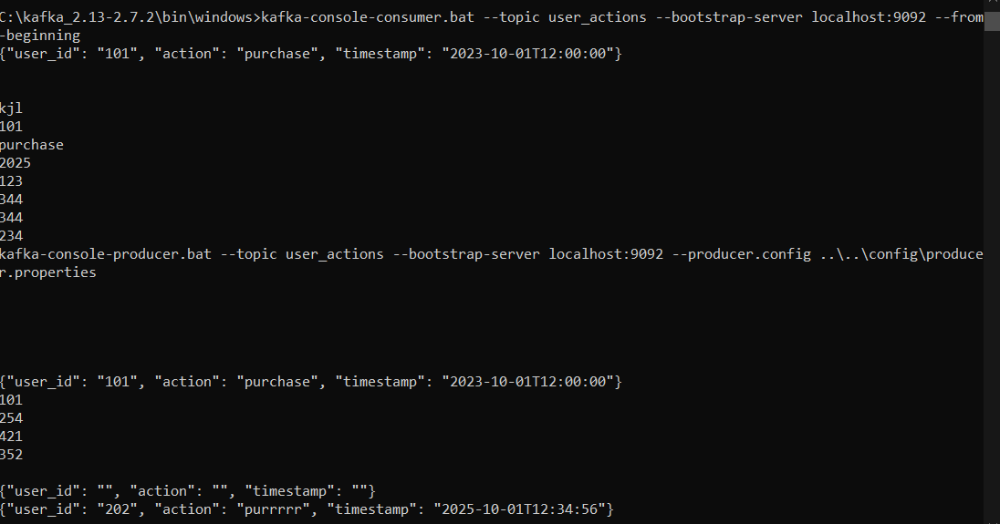 C:\kafka_2.13-2.7.2\bin\windows>kafka-console-consumer.bat --topic user_actions --bootstrap-server localhost:9092 --from
-beginning
{"user_id": "101", "action": "purchase", "timestamp": "2023-10-01T12:00:00"}
kjl
101
purchase
2025
123
344
344
234
kafka-console-producer.bat --topic user_actions --bootstrap-server localhost:9092 --producer.config ..\..\config\produce
r.properties
{"user_id": "101", "action": "purchase", "timestamp": "2023-10-01T12:00:00"}
101
254
421
352
{"user_id": "", "action": "", "timestamp": ""}
{"user_id": "202", "action": "purrrrr", "timestamp": "2025-10-01T12:34:56"}